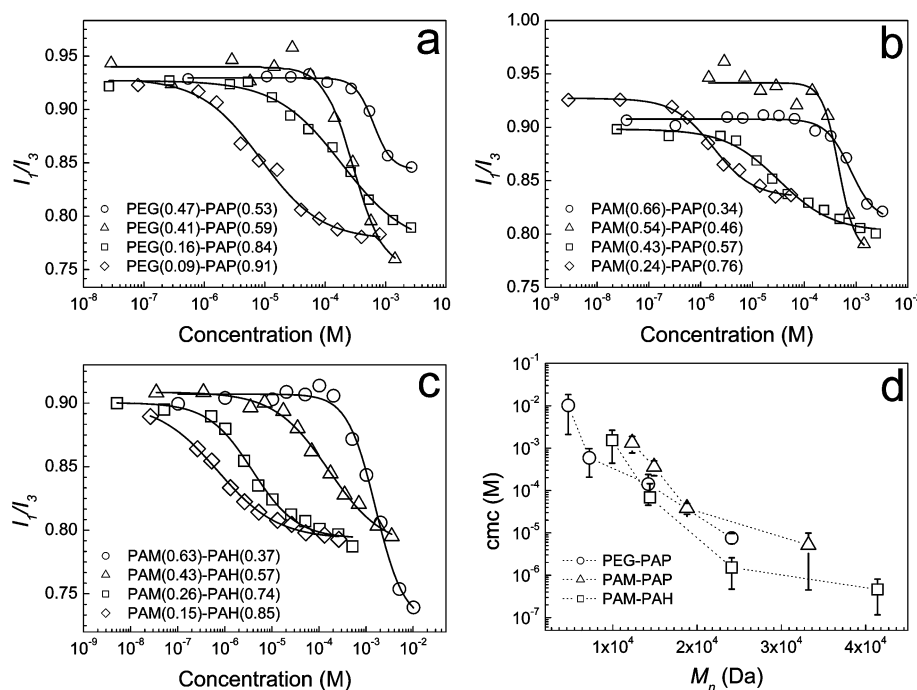 a
0.95
0.90
0.85
0.80
0.75
I₁/I₃
PEG(0.47)-PAP(0.53)
PEG(0.41)-PAP(0.59)
PEG(0.16)-PAP(0.84)
PEG(0.09)-PAP(0.91)
10⁻⁸ 10⁻⁷ 10⁻⁶ 10⁻⁵ 10⁻⁴ 10⁻³ 10⁻²
Concentration (M)
b
1.00
0.95
0.90
0.85
0.80
0.75
I₁/I₃
PAM(0.66)-PAP(0.34)
PAM(0.54)-PAP(0.46)
PAM(0.43)-PAP(0.57)
PAM(0.24)-PAP(0.76)
10⁻⁹ 10⁻⁸ 10⁻⁷ 10⁻⁶ 10⁻⁵ 10⁻⁴ 10⁻³ 10⁻²
Concentration (M)
c
0.90
0.85
0.80
0.75
I₁/I₃
PAM(0.63)-PAH(0.37)
PAM(0.43)-PAH(0.57)
PAM(0.26)-PAH(0.74)
PAM(0.15)-PAH(0.85)
10⁻⁹ 10⁻⁸ 10⁻⁷ 10⁻⁶ 10⁻⁵ 10⁻⁴ 10⁻³ 10⁻²
Concentration (M)
d
10⁻¹
10⁻²
10⁻³
10⁻⁴
10⁻⁵
10⁻⁶
10⁻⁷
cmc (M)
PEG-PAP
PAM-PAP
PAM-PAH
1x10⁴ 2x10⁴ 3x10⁴ 4x10⁴
Mₙ (Da)